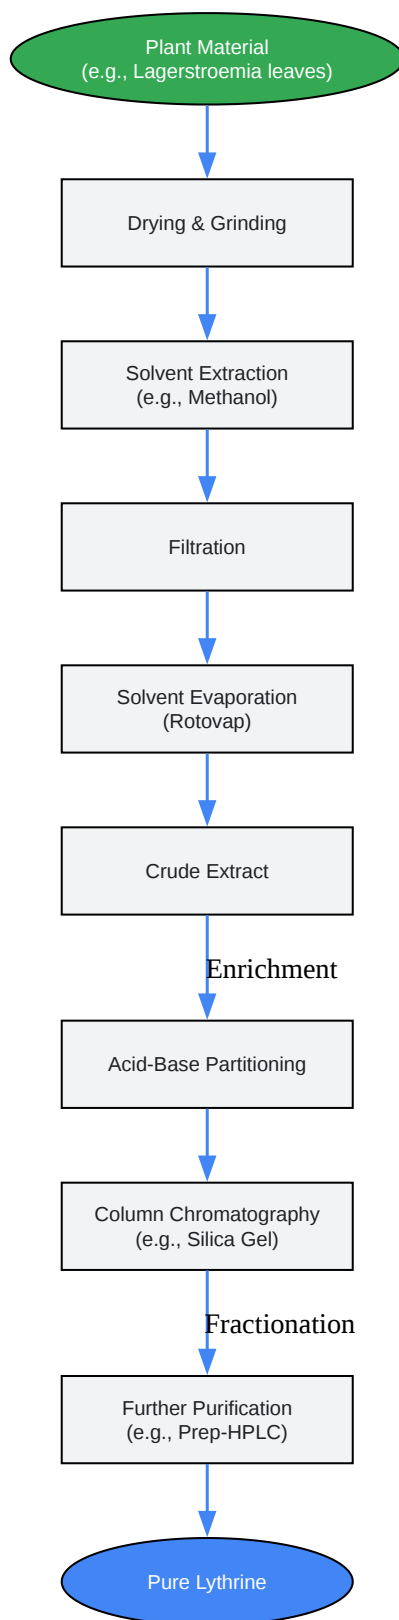 Plant Material
(e.g., Lagerstroemia leaves)
Drying & Grinding
Solvent Extraction
(e.g., Methanol)
Filtration
Solvent Evaporation
(Rotovap)
Crude Extract
Enrichment
Acid-Base Partitioning
Column Chromatography
(e.g., Silica Gel)
Fractionation
Further Purification
(e.g., Prep-HPLC)
Pure Lythrine